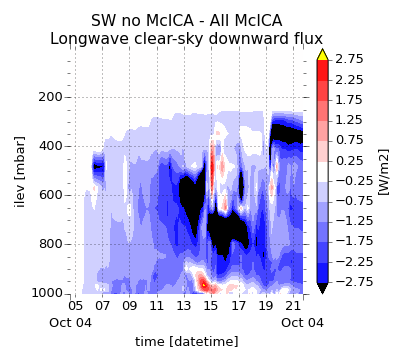 SW no McICA - All McICA
Longwave clear-sky downward flux
200
400
600
800
1000
ilev [mb]
05 07 09 11 13 15 17 19 21
Oct 04 Oct 04
time [datetime]
2.75
2.25
1.75
1.25
0.75
0.25
−0.25
−0.75
−1.25
−1.75
−2.25
−2.75
[W/m2]